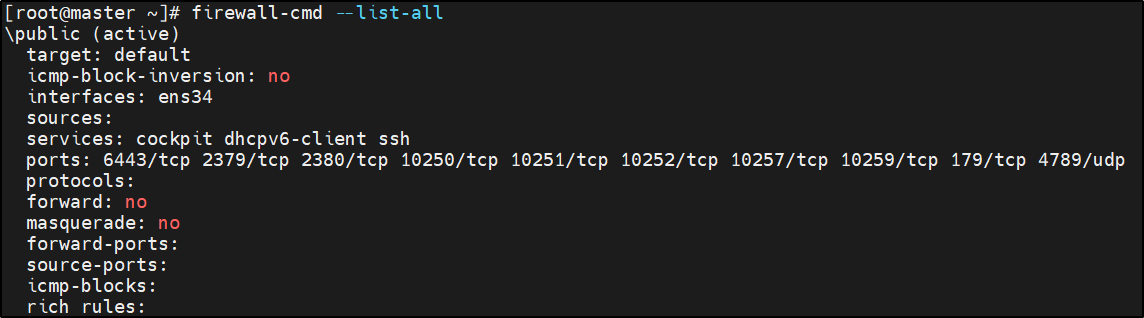 [root@master ~]# firewall-cmd --list-all
\public (active)
  target: default
  icmp-block-inversion: no
  interfaces: ens34
  sources:
  services: cockpit dhcpv6-client ssh
  ports: 6443/tcp 2379/tcp 2380/tcp 10250/tcp 10251/tcp 10252/tcp 10257/tcp 10259/tcp 179/tcp 4789/udp
  protocols:
  forward: no
  masquerade: no
  forward-ports:
  source-ports:
  icmp-blocks:
  rich rules: